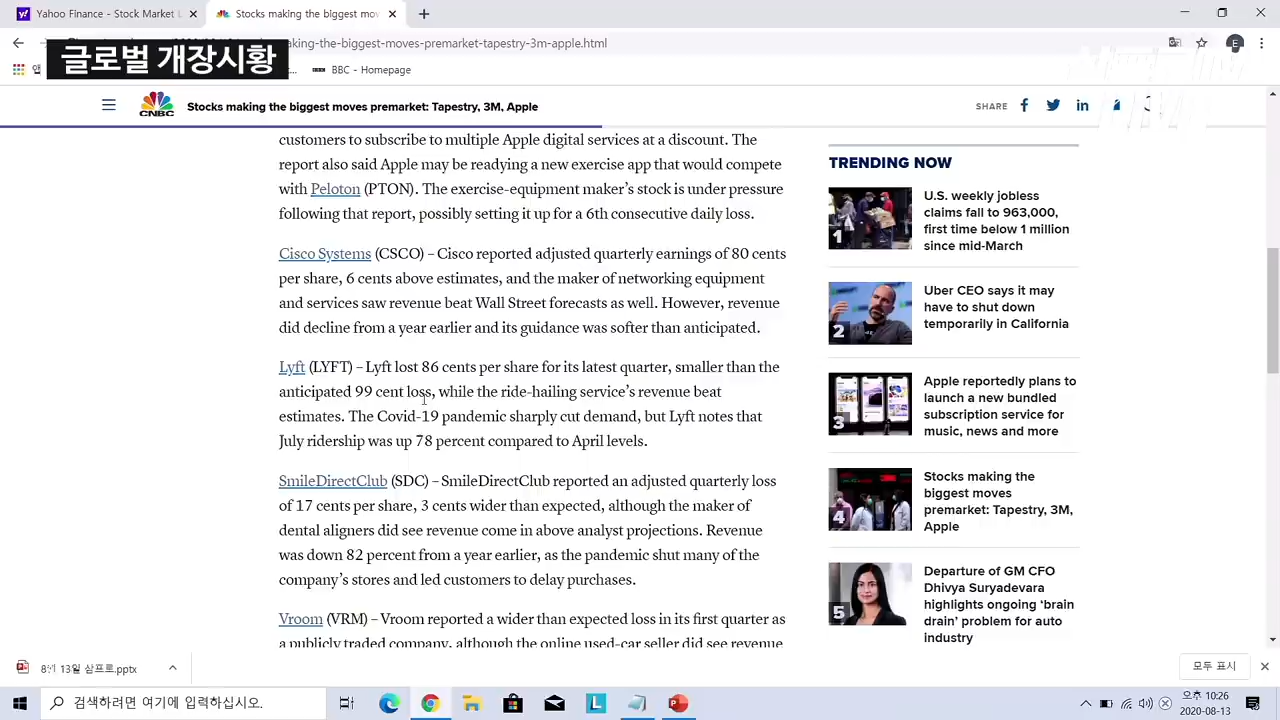 Yahoo Finance -
Stocks making the biggest mov
글로벌 개장시황
aking-the-biggest-moves-premarket-tapestry-3m-apple.html
BBC - Homepage
CNBC
Stocks making the biggest moves premarket: Tapestry, 3M, Apple
SHARE
customers to subscribe to multiple Apple digital services at a discount. The
report also said Apple may be readying a new exercise app that would compete
with Peloton (PTON). The exercise-equipment maker's stock is under pressure
following that report, possibly setting it up for a 6th consecutive daily loss.
Cisco Systems (CSCO) – Cisco reported adjusted quarterly earnings of 80 cents
per share, 6 cents above estimates, and the maker of networking equipment
and services saw revenue beat Wall Street forecasts as well. However, revenue
did decline from a year earlier and its guidance was softer than anticipated.
Lyft (LYFT) – Lyft lost 86 cents per share for its latest quarter, smaller than the
anticipated 99 cent loss, while the ride-hailing service's revenue beat
estimates. The Covid-19 pandemic sharply cut demand, but Lyft notes that
July ridership was up 78 percent compared to April levels.
SmileDirectClub (SDC) – SmileDirectClub reported an adjusted quarterly loss
of 17 cents per share, 3 cents wider than expected, although the maker of
dental aligners did see revenue come in above analyst projections. Revenue
was down 82 percent from a year earlier, as the pandemic shut many of the
company's stores and led customers to delay purchases.
Vroom (VRM) – Vroom reported a wider than expected loss in its first quarter as
a publicly traded company, although the online used-car seller did see revenue
TRENDING NOW
1
U.S. weekly jobless
claims fall to 963,000,
first time below 1 million
since mid-March
2
Uber CEO says it may
have to shut down
temporarily in California
3
Apple reportedly plans to
launch a new bundled
subscription service for
music, news and more
4
Stocks making the
biggest moves
premarket: Tapestry, 3M,
Apple
5
Departure of GM CFO
Dhivya Suryadevara
highlights ongoing 'brain
drain' problem for auto
industry
8월 13일 삼프로.pptx
모두 표시
검색하려면 여기에 입력하십시오.
오후 10:26
2020-08-13